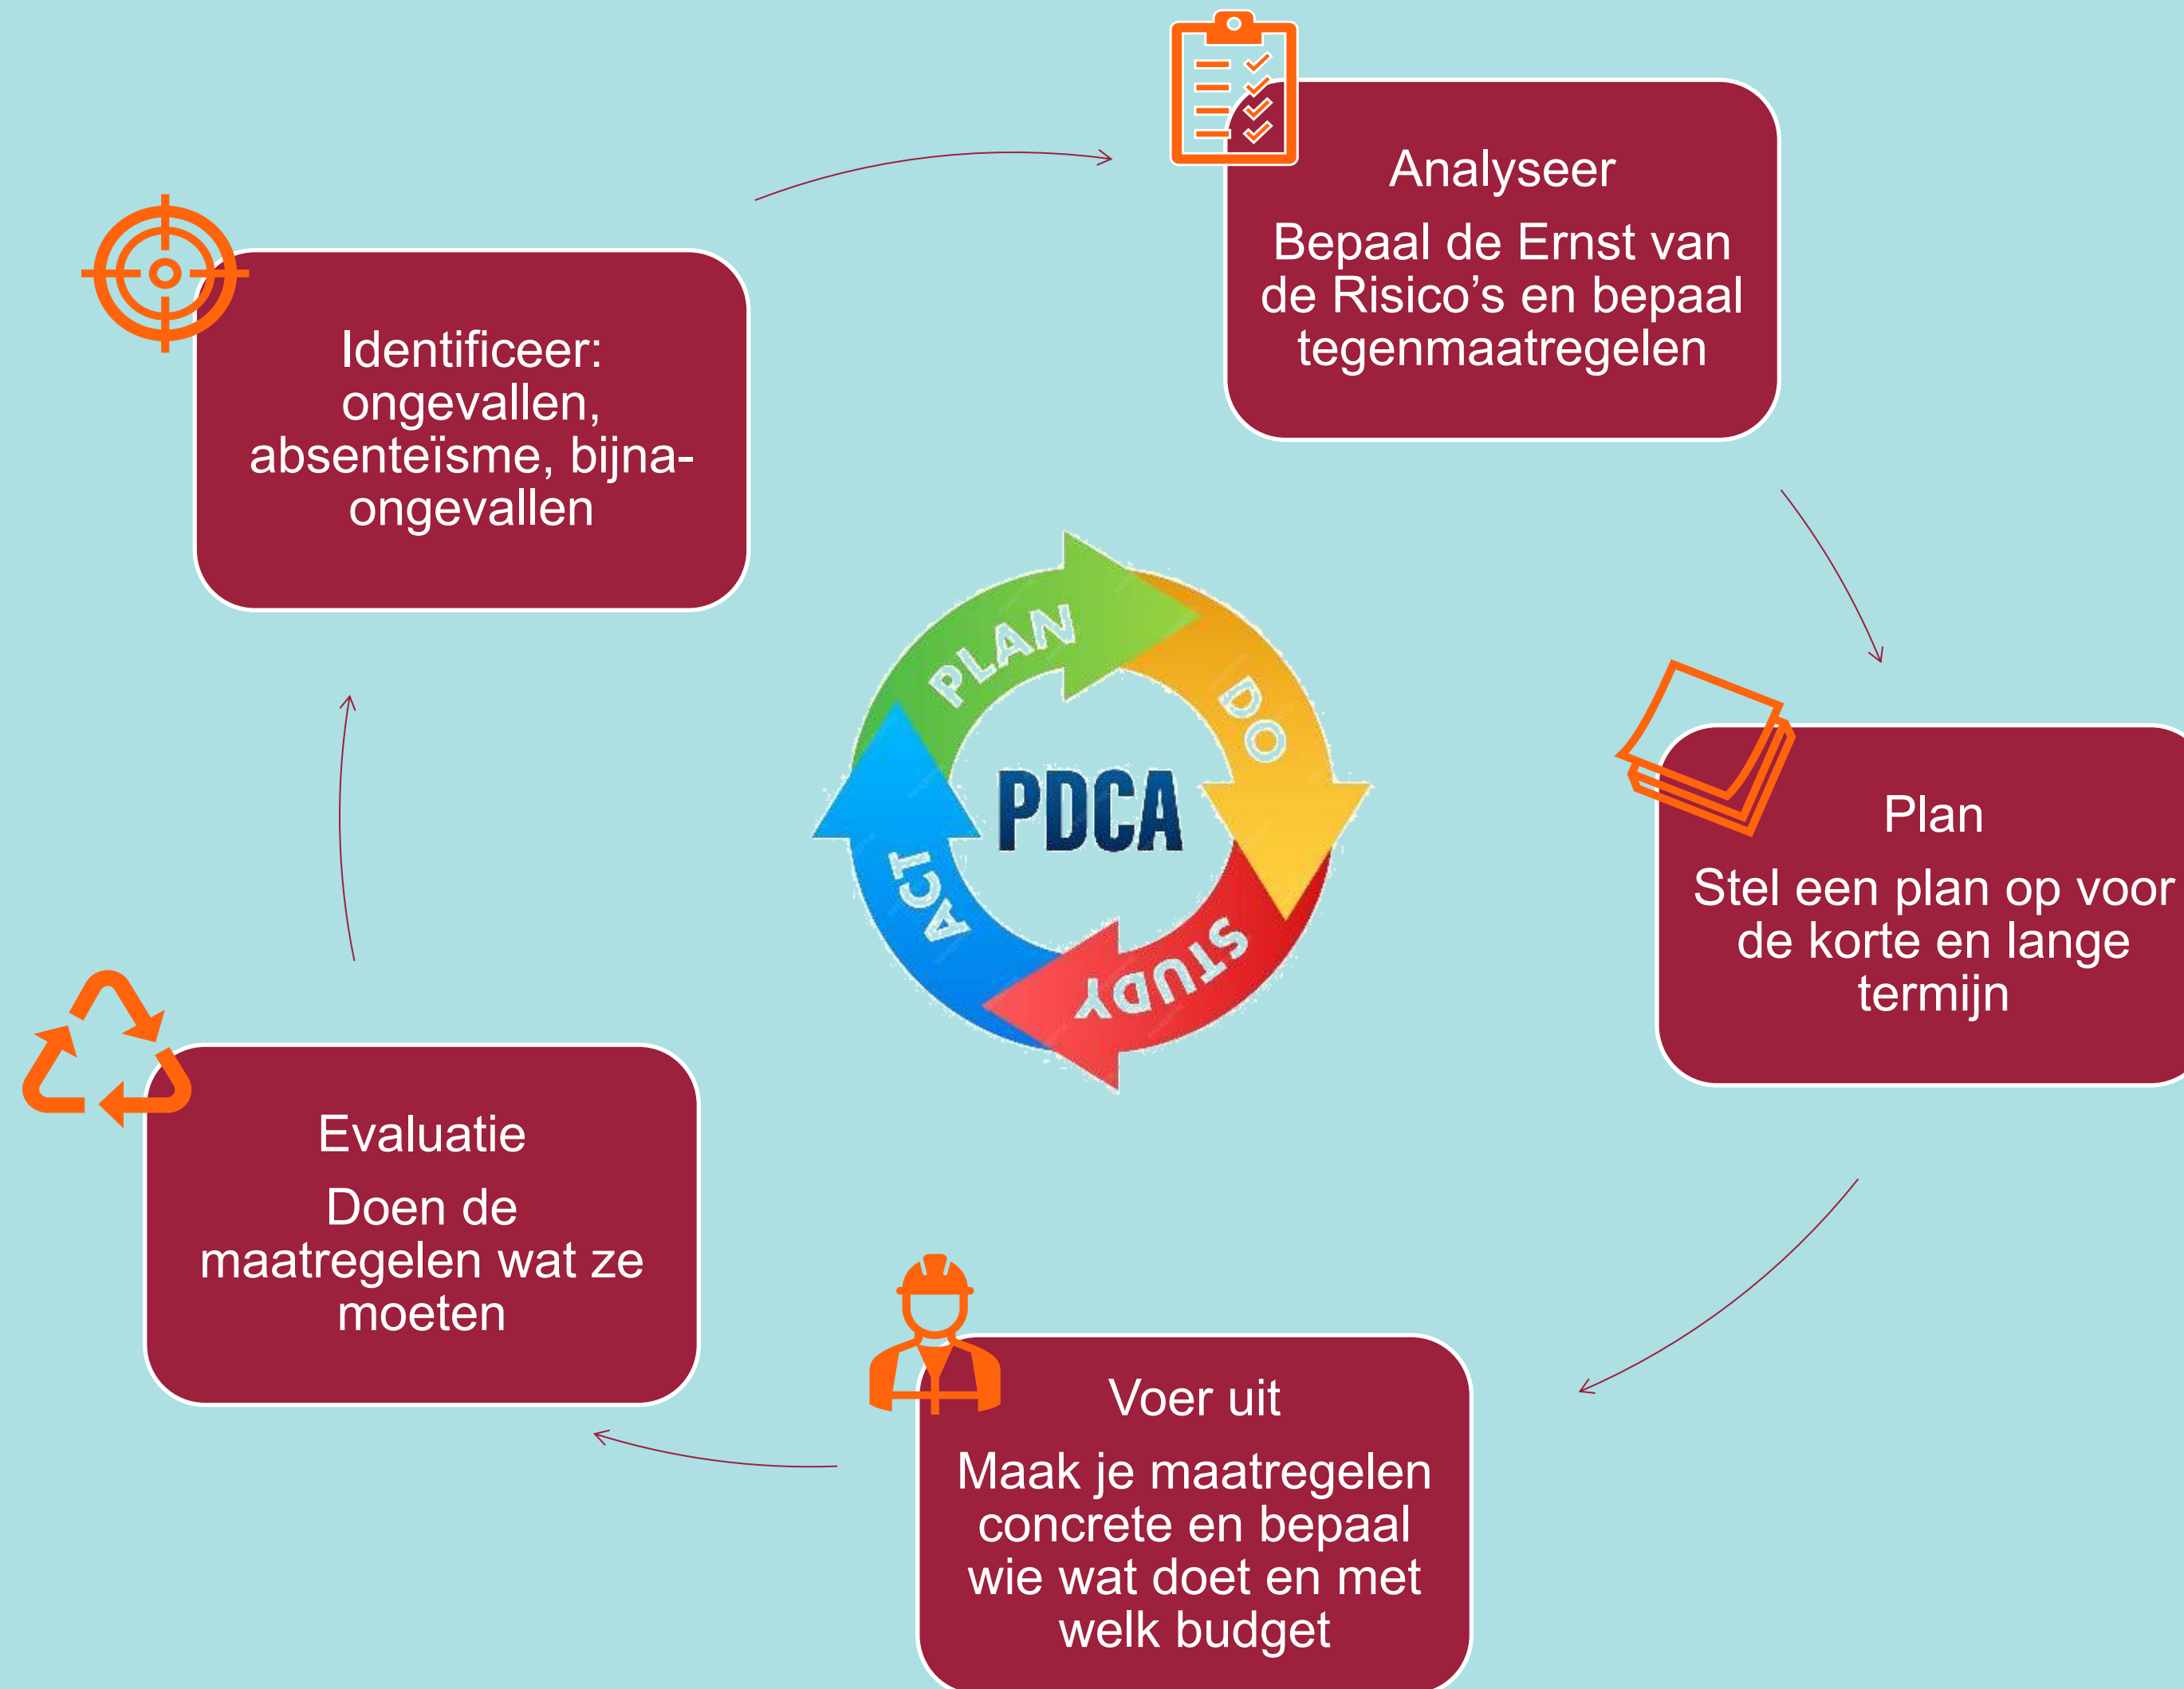 Analyseer
Bepaal de Ernst van
de Risico’s en bepaal
tegenmaatregelen
Identificeer:
ongevallen,
absenteïsme, bijna-
ongevallen
PLAN
DO
STUDY
ACT
PDCA
Plan
Stel een plan op voor
de korte en lange
termijn
Evaluatie
Doen de
maatregelen wat ze
moeten
Voer uit
Maak je maatregelen
concrete en bepaal
wie wat doet en met
welk budget